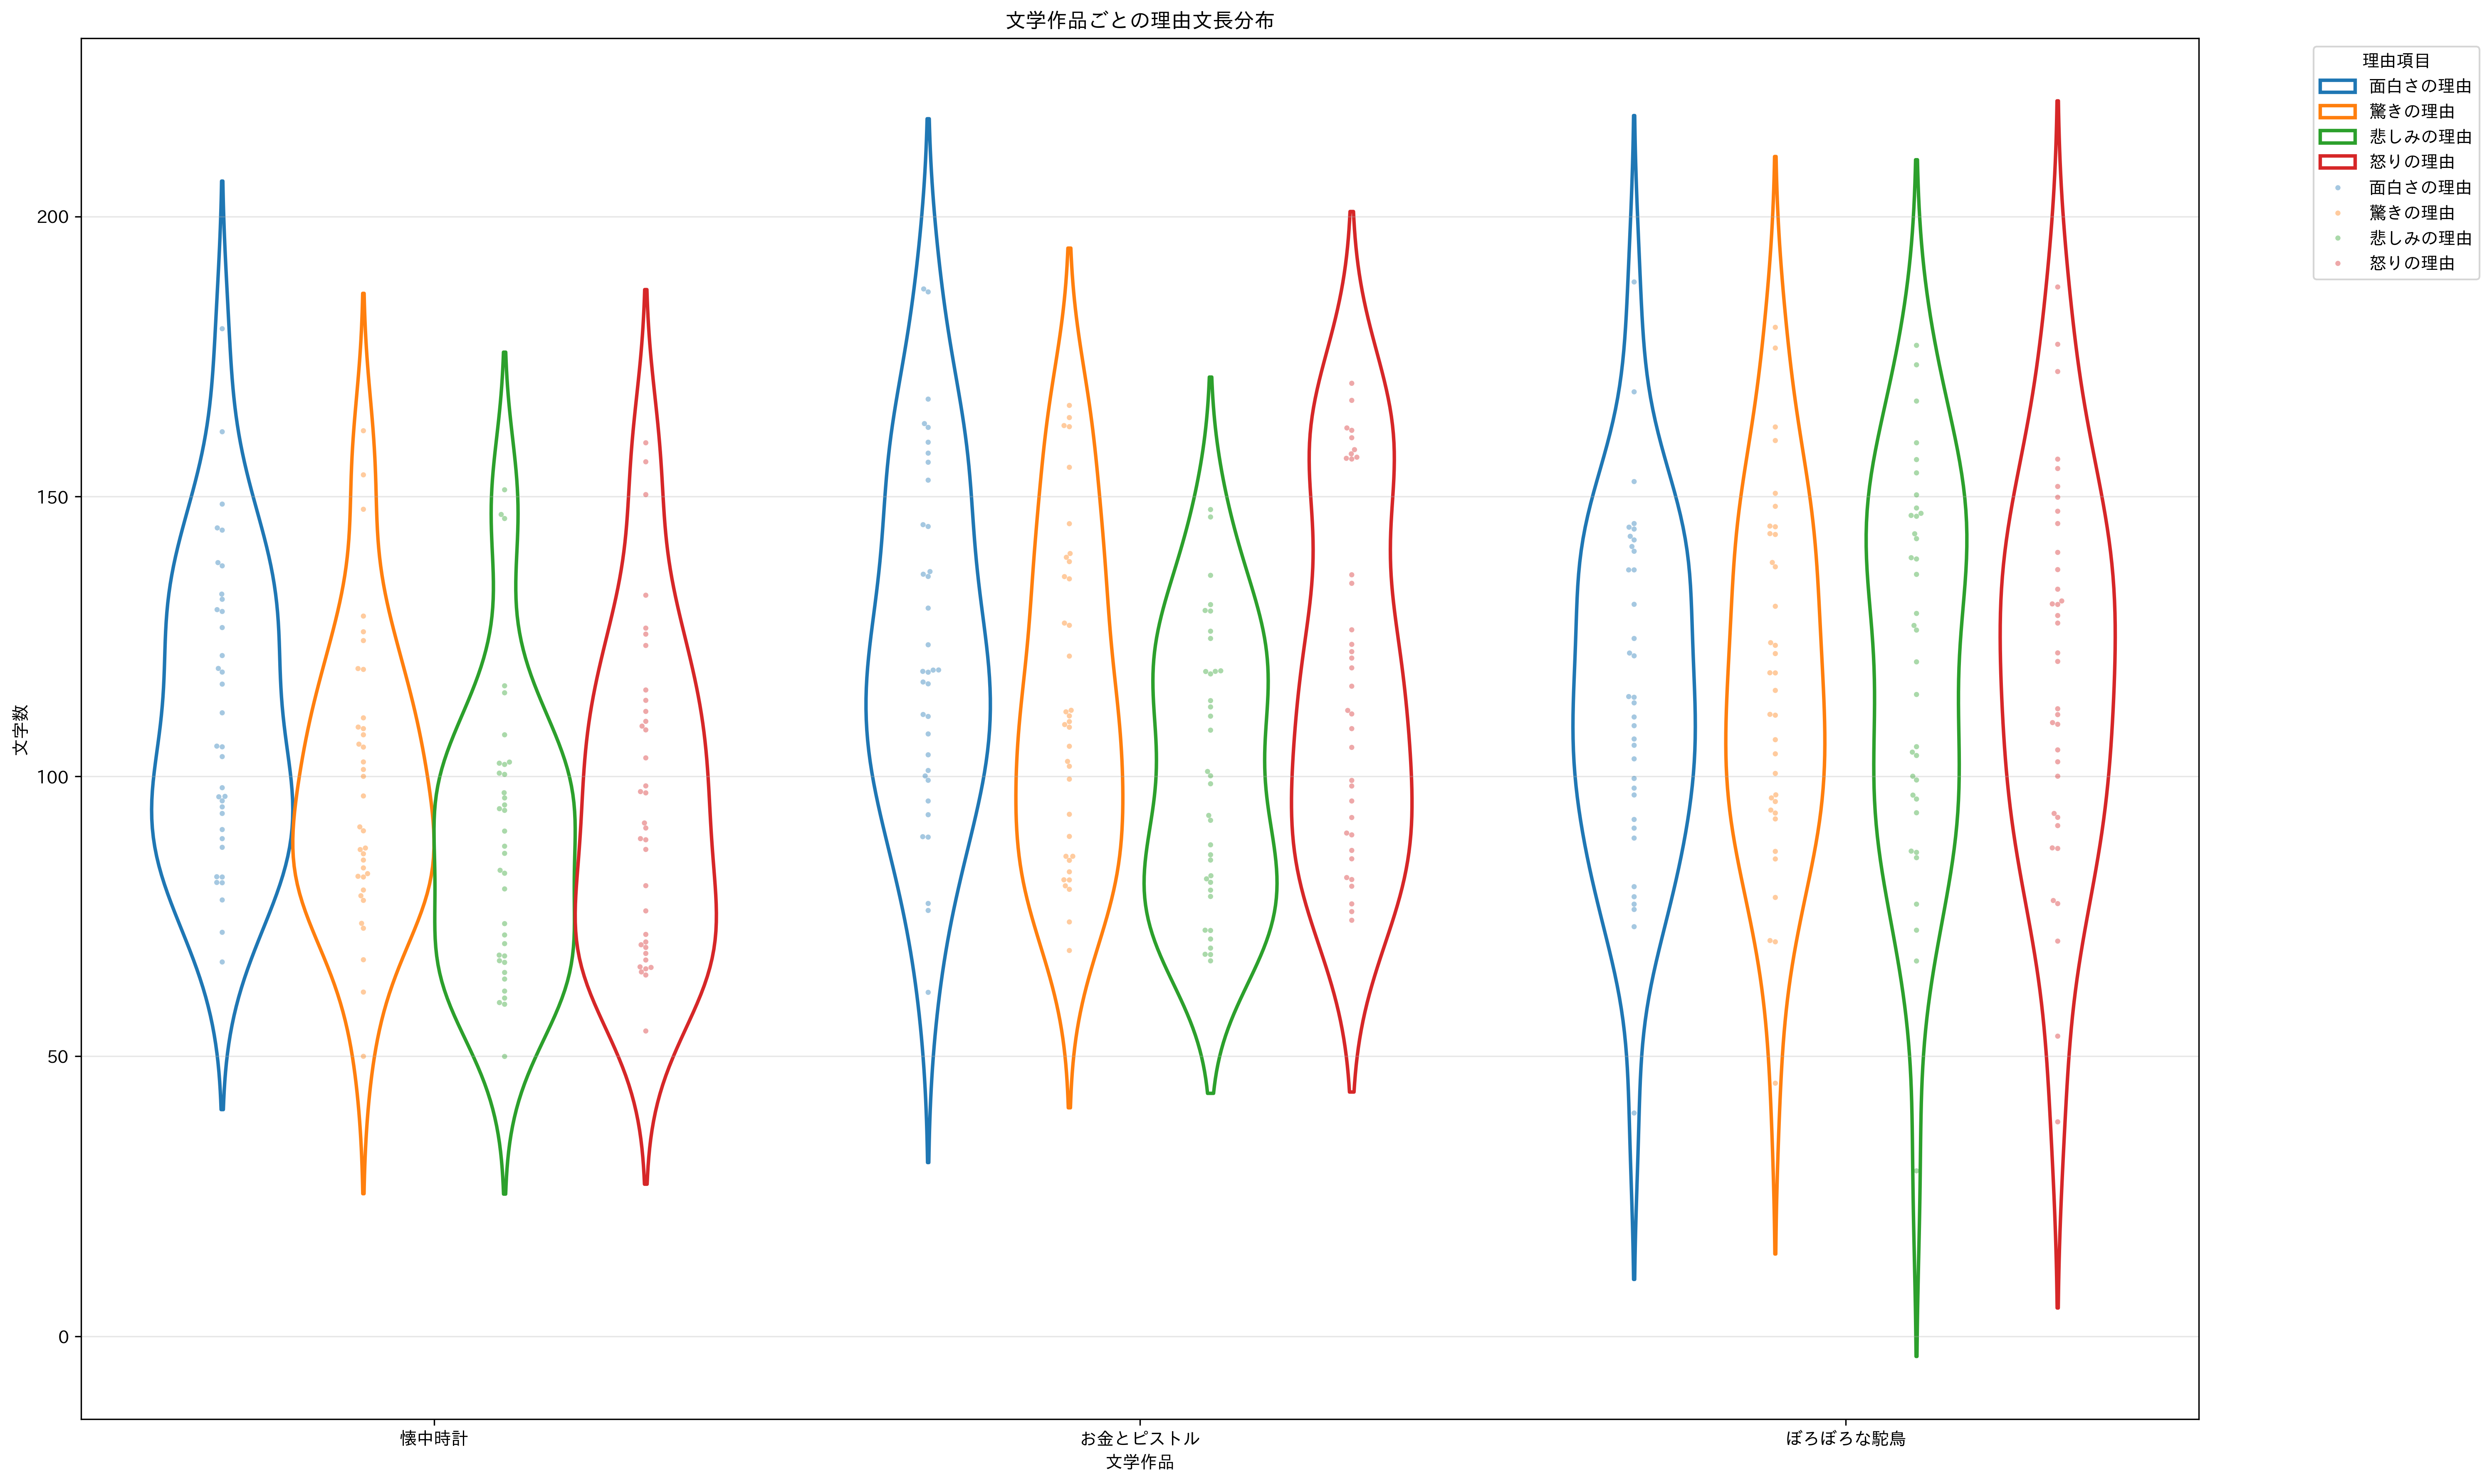 文学作品ごとの理由文長分布
理由項目
面白さの理由
驚きの理由
悲しみの理由
怒りの理由
面白さの理由
驚きの理由
悲しみの理由
怒りの理由
文字数
200
150
100
50
0
懐中時計
お金とピストル
ぼろぼろな駝鳥
文学作品